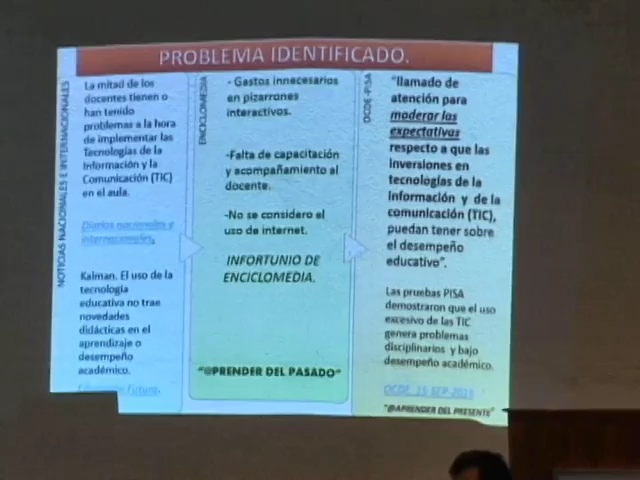 PROBLEMA IDENTIFICADO.
NOTICIAS NACIONALES E INTERNACIONALES
La mitad de los
docentes tienen o
han tenido
problemas a la hora
de implementar las
Tecnologías de la
Información y la
Comunicación (TIC)
en el aula.
Diarios nacionales e
internacionales.
Kalman. El uso de la
tecnología
educativa no trae
novedades
didácticas en el
aprendizaje o
desempeño
académico.
Educación Futura.
ENCICLOMEDIA
- Gastos innecesarios
en pizarrones
interactivos.
-Falta de capacitación
y acompañamiento al
docente.
-No se considero el
uso de internet.
INFORTUNIO DE
ENCICLOMEDIA.
"@PRENDER DEL PASADO"
OCDE -PISA
"llamado de
atención para
moderar las
expectativas
respecto a que las
inversiones en
tecnologías de la
información y de la
comunicación (TIC),
puedan tener sobre
el desempeño
educativo".
Las pruebas PISA
demostraron que el uso
excesivo de las TIC
genera problemas
disciplinarios y bajo
desempeño académico.
OCDE, 15-SEP-2015
"@APRENDER DEL PRESENTE"